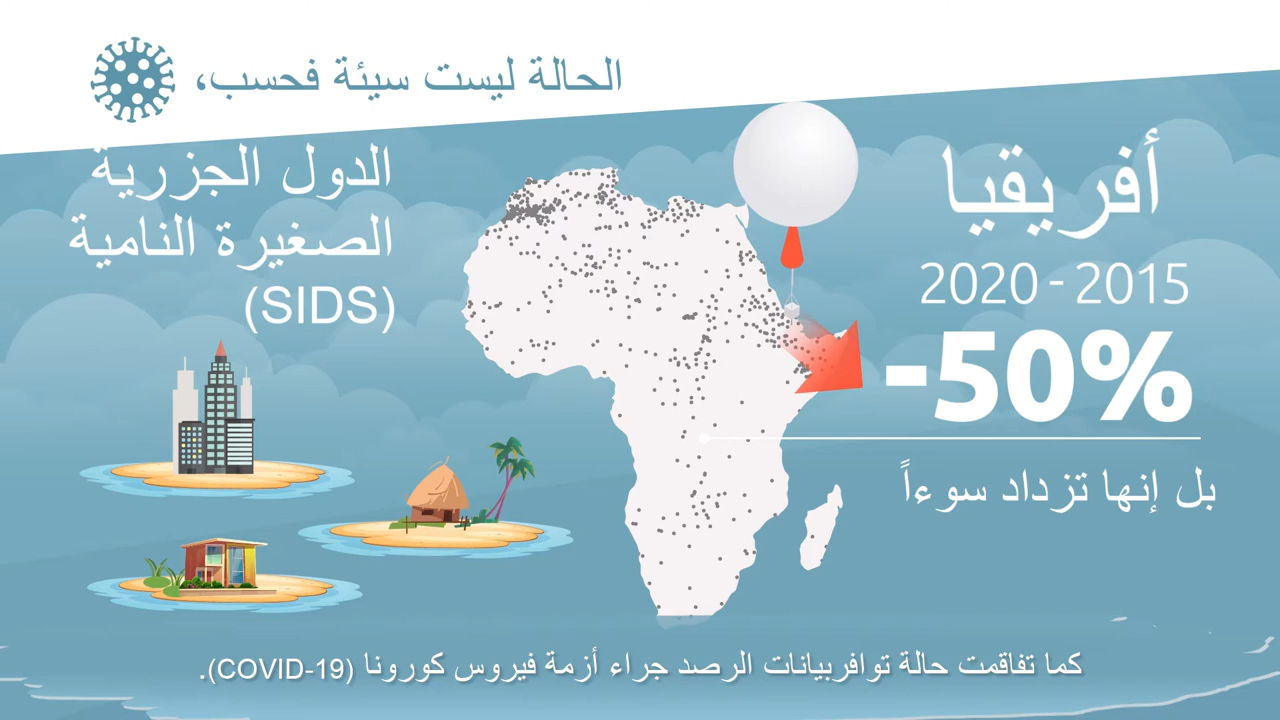 الحالة ليست سيئة فحسب،
أفريقيا
2020 - 2015
-50%
بل إنها تزداد سوءاً
الدول الجزرية
الصغيرة النامية
(SIDS)
كما تفاقمت حالة توافربيانات الرصد جراء أزمة فيروس كورونا (COVID-19).